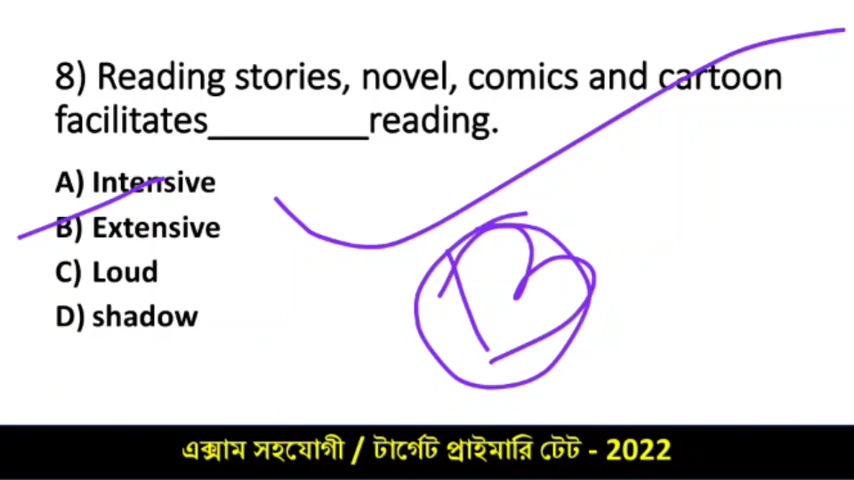 8) Reading stories, novel, comics and cartoon
facilitates_________reading.
A) Intensive
B) Extensive
C) Loud
D) shadow
B
এক্সাম সহযোগী / টার্গেট প্রাইমারি টেট - 2022